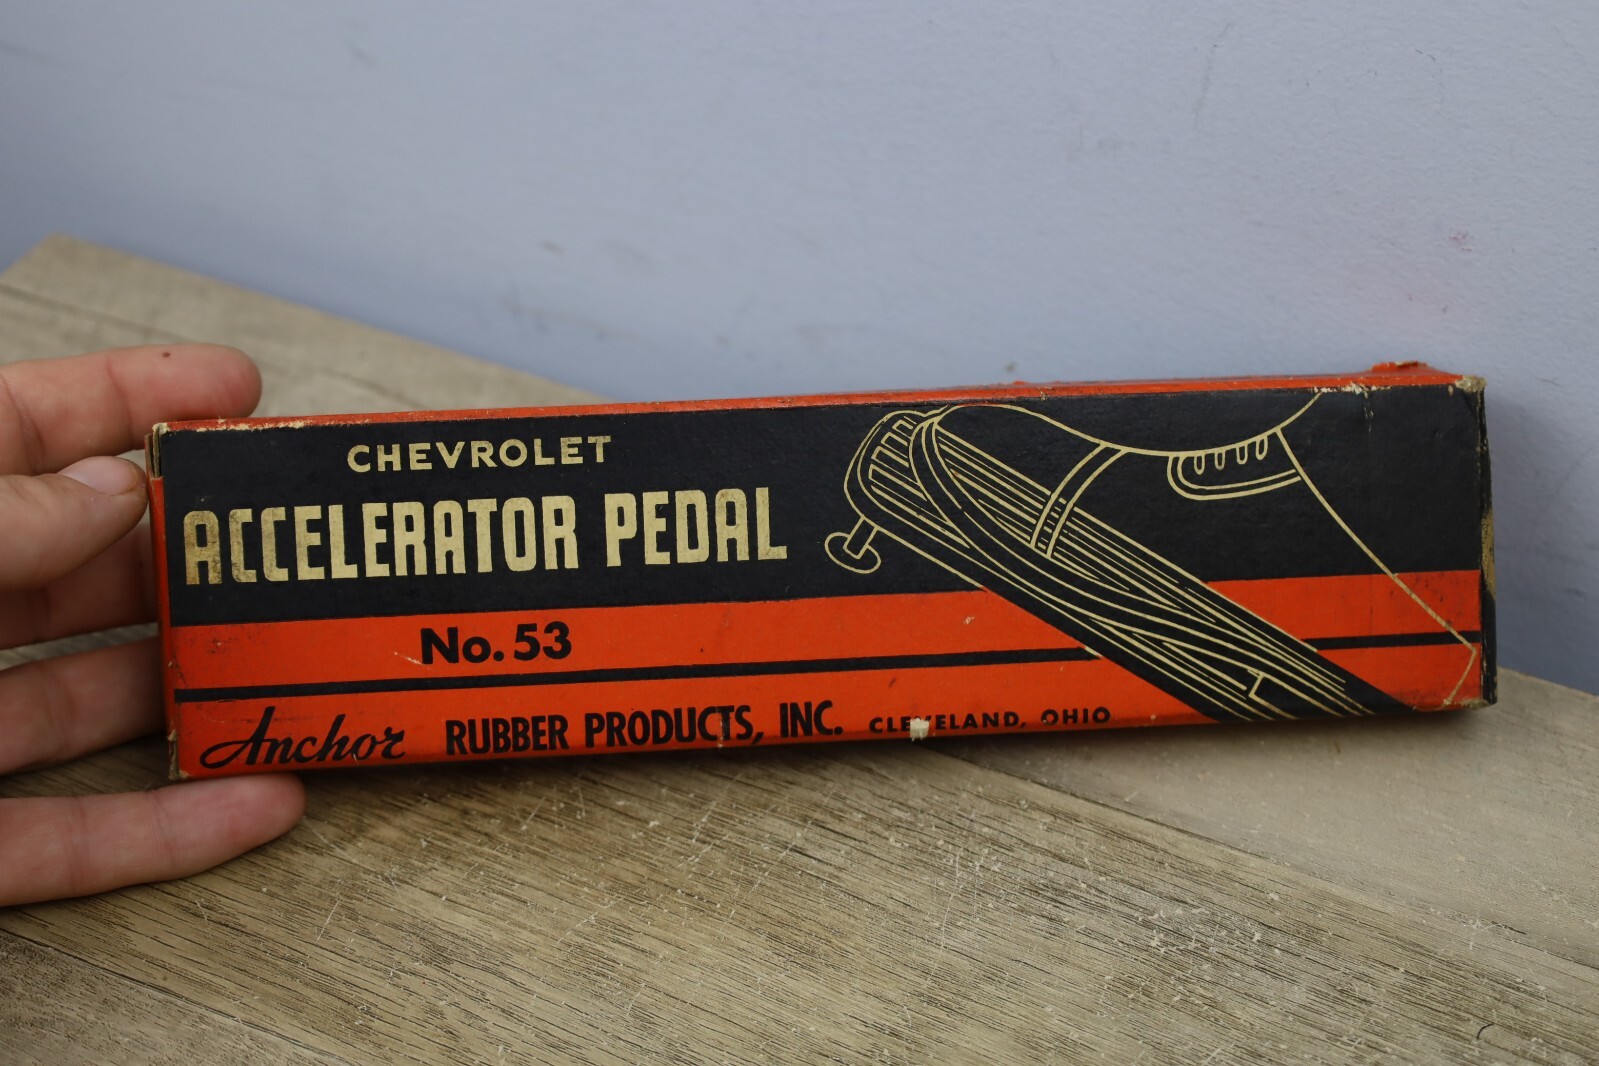 CHEVROLET
ACCELERATOR PEDAL
No. 53
Anchor RUBBER PRODUCTS, INC. CLEVELAND, OHIO